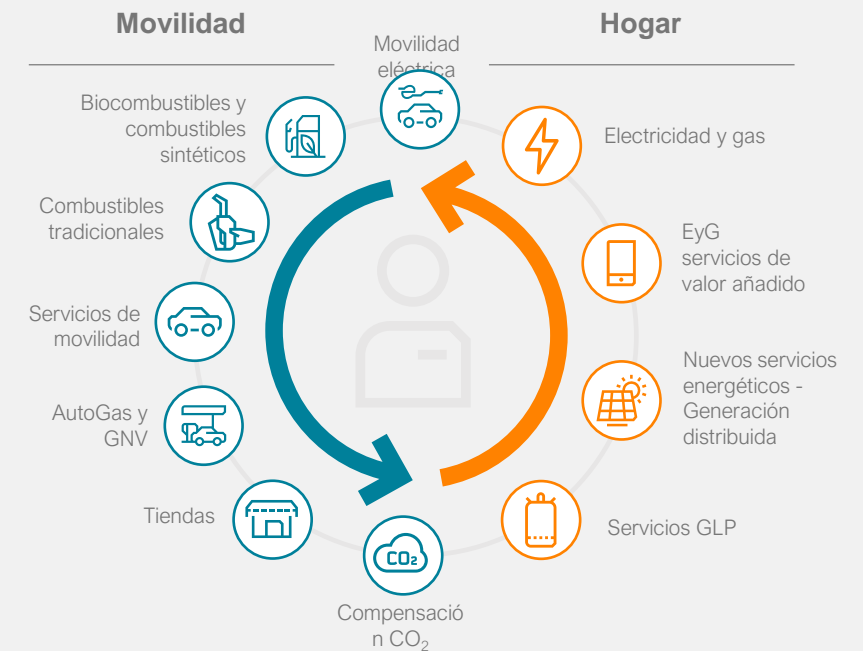 Movilidad
Hogar
Movilidad
eléctrica
Biocombustibles y
combustibles
sintéticos
Combustibles
tradicionales
Servicios de
movilidad
AutoGas y
GNV
Tiendas
CO₂
Compensació
n CO₂
Electricidad y gas
EyG
servicios de
valor añadido
Nuevos servicios
energéticos -
Generación
distribuida
Servicios GLP